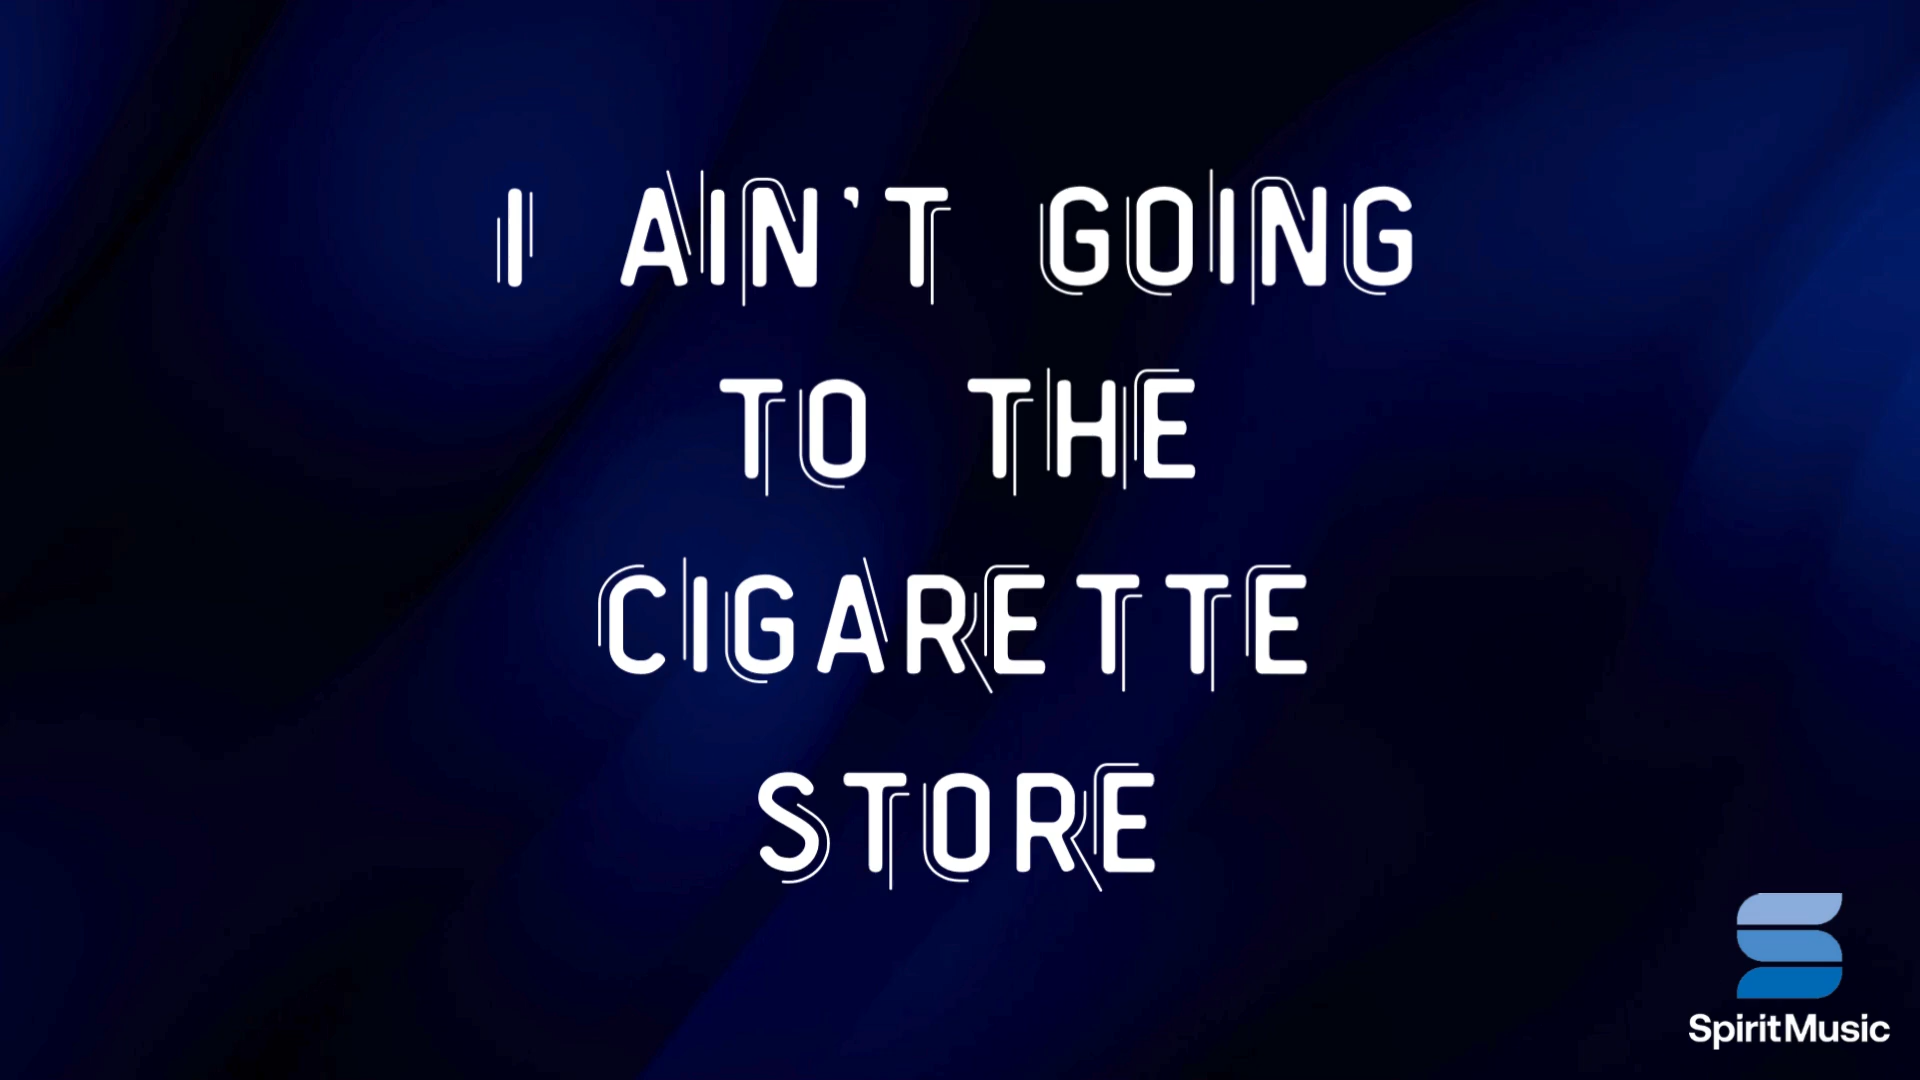 I AIN'T GOING
TO THE
CIGARETTE
STORE
SpiritMusic